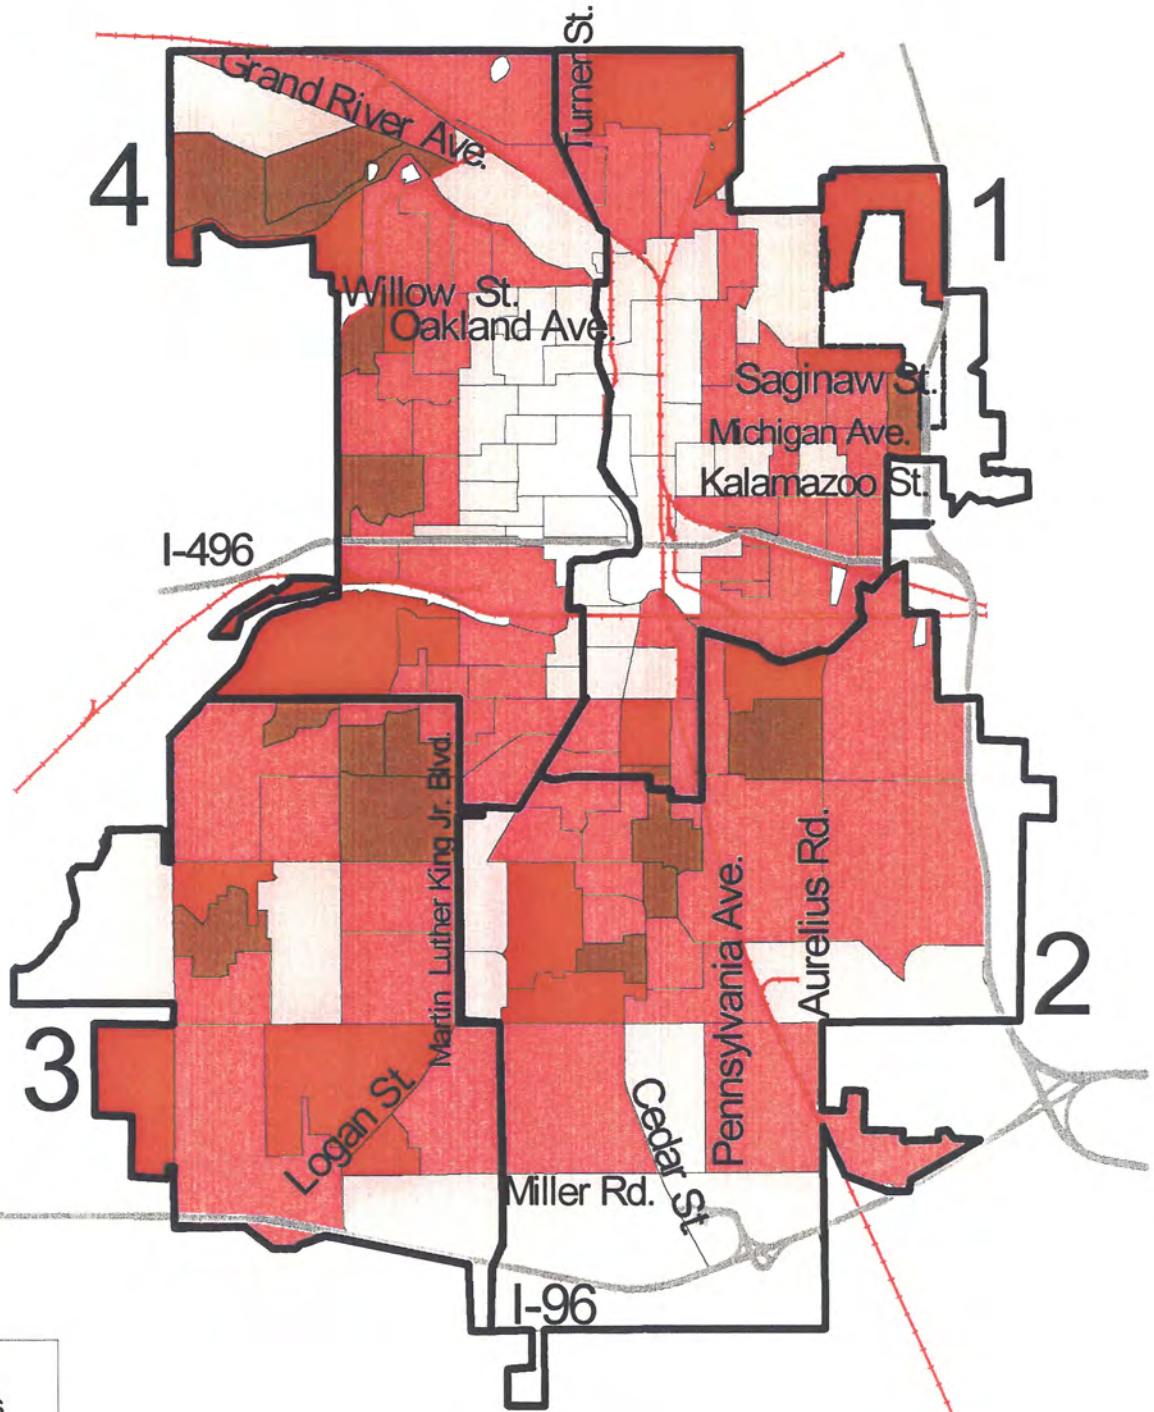 Turner St.
Grand River Ave.
4
1
Willow St.
Oakland Ave.
Saginaw St.
Michigan Ave.
Kalamazoo St.
I-496
Martin Luther King Jr. Blvd.
Pennsylvania Ave.
Aurelius Rd.
2
3
Logan St
Cedar St.
Miller Rd.
I-96
s